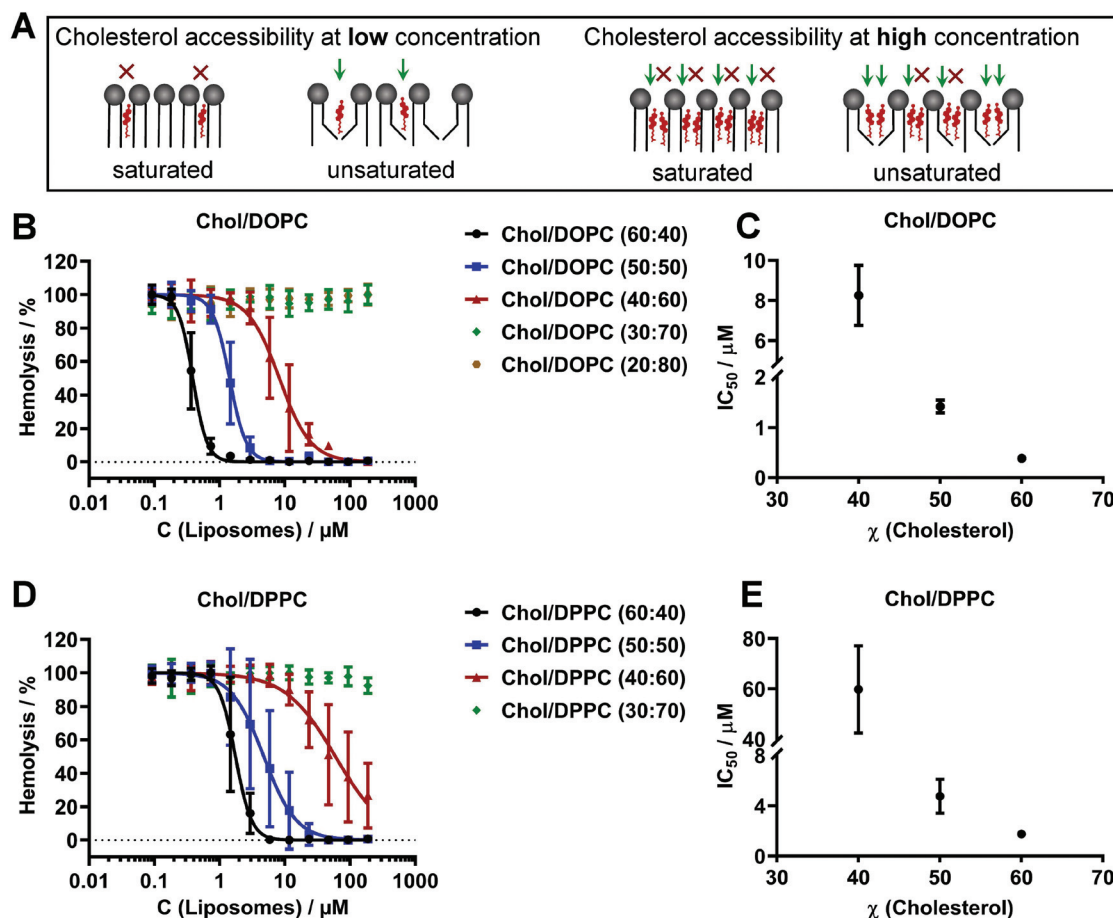 A
Cholesterol accessibility at low concentration
Cholesterol accessibility at high concentration
saturated
unsaturated
saturated
unsaturated
B
Chol/DOPC
120
100
80
60
40
20
0
Hemolysis / %
0.01
0.1
1
10
100
1000
C (Liposomes) / µM
Chol/DOPC (60:40)
Chol/DOPC (50:50)
Chol/DOPC (40:60)
Chol/DOPC (30:70)
Chol/DOPC (20:80)
C
Chol/DOPC
10
8
6
2
1
0
IC50 / µM
30
40
50
60
70
χ (Cholesterol)
D
Chol/DPPC
120
100
80
60
40
20
0
Hemolysis / %
0.01
0.1
1
10
100
1000
C (Liposomes) / µM
Chol/DPPC (60:40)
Chol/DPPC (50:50)
Chol/DPPC (40:60)
Chol/DPPC (30:70)
E
Chol/DPPC
80
60
40
8
4
0
IC50 / µM
30
40
50
60
70
χ (Cholesterol)